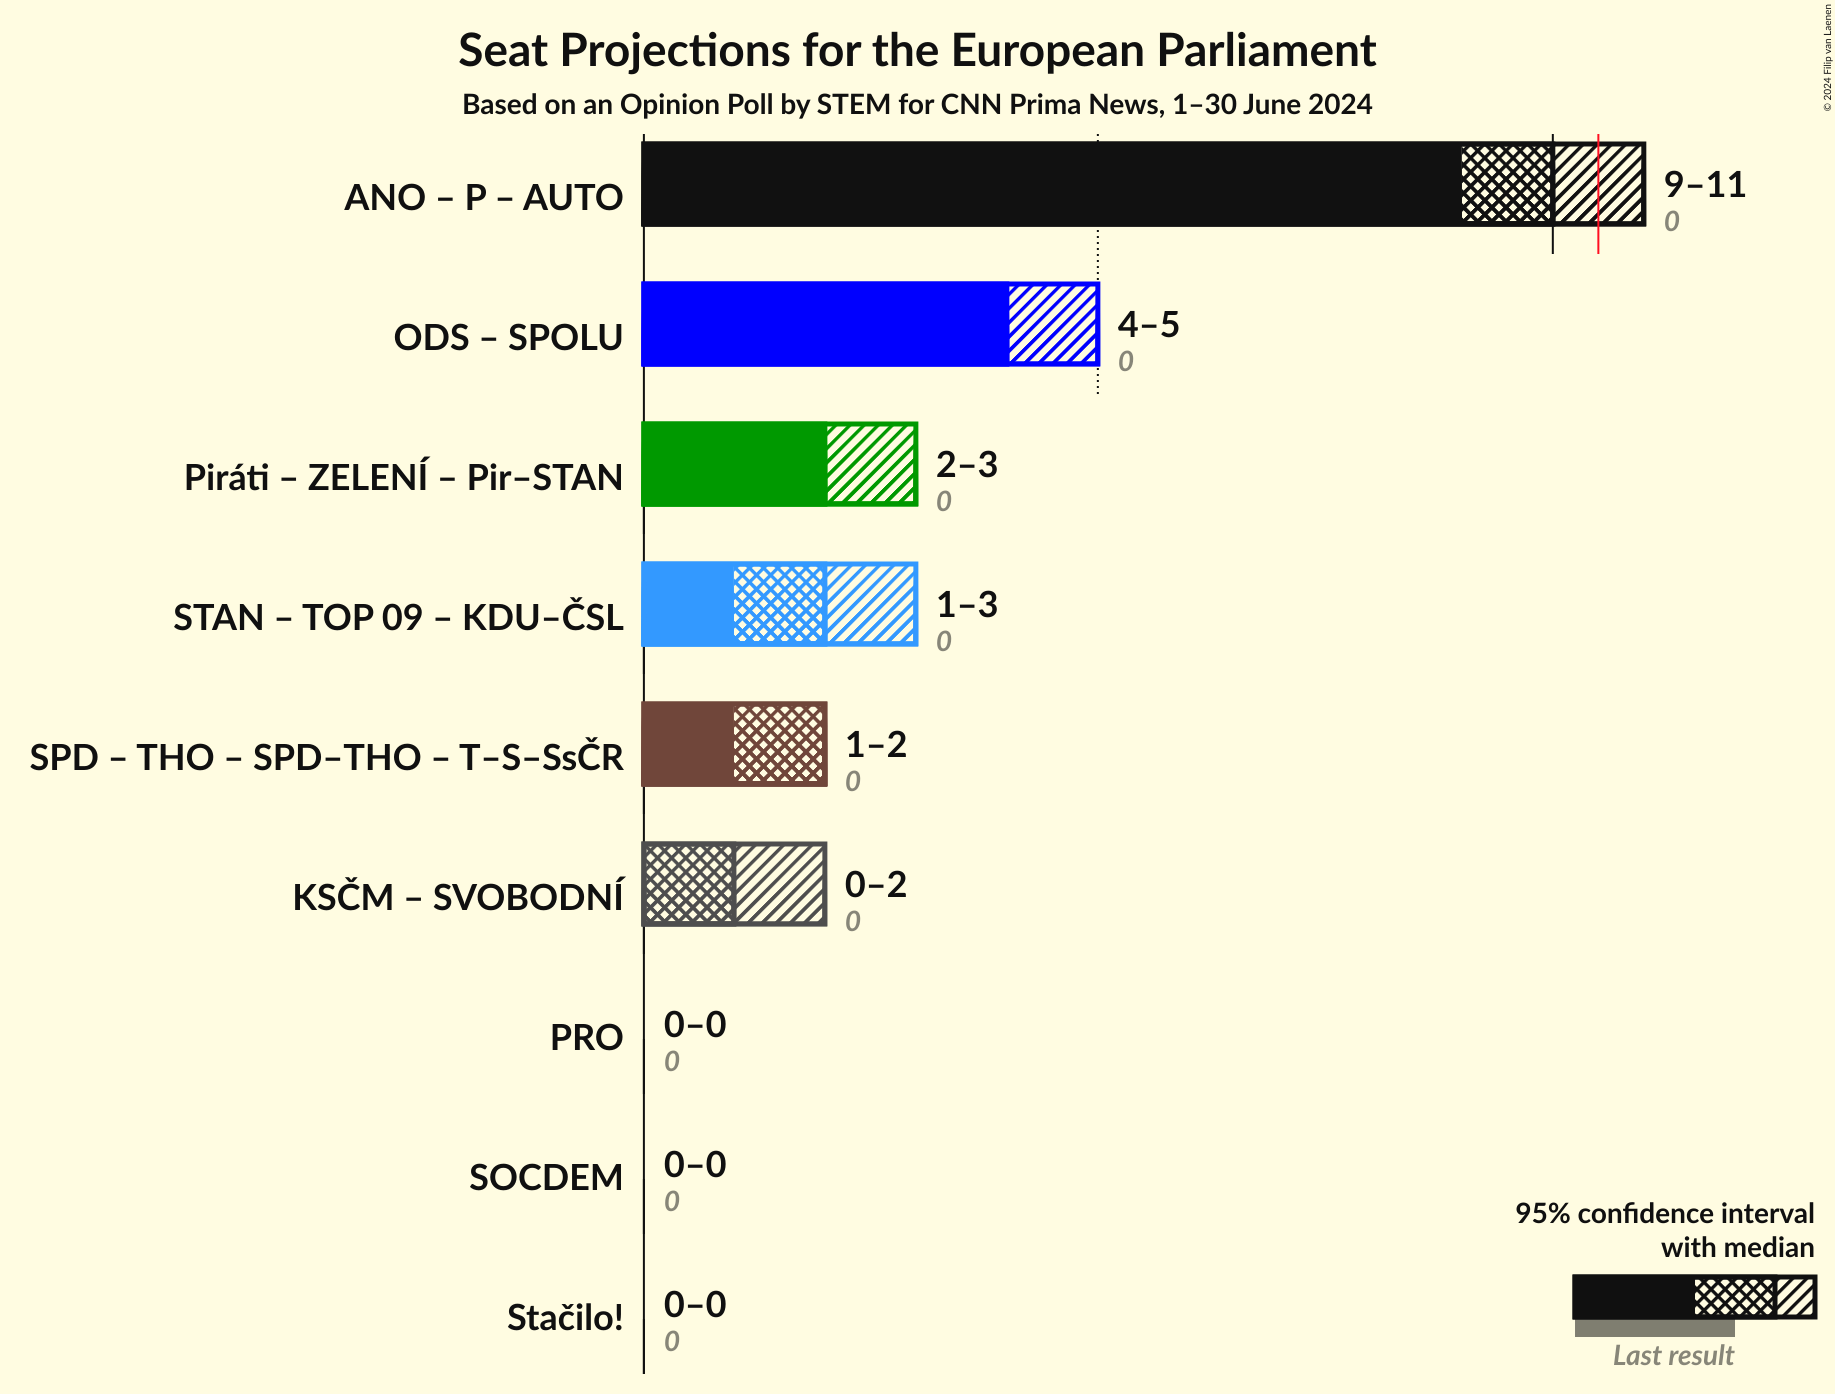 Seat Projections for the European Parliament
Based on an Opinion Poll by STEM for CNN Prima News, 1–30 June 2024
© 2024 Filip van Laenen
ANO – P – AUTO
9–11
0
ODS – SPOLU
4–5
0
Piráti – ZELENÍ – Pir–STAN
2–3
0
STAN – TOP 09 – KDU–ČSL
1–3
0
SPD – THO – SPD–THO – T–S–SsČR
1–2
0
KSČM – SVOBODNÍ
0–2
0
PRO
0–0
0
SOCDEM
0–0
0
Stačilo!
0–0
0
95% confidence interval
with median
Last result